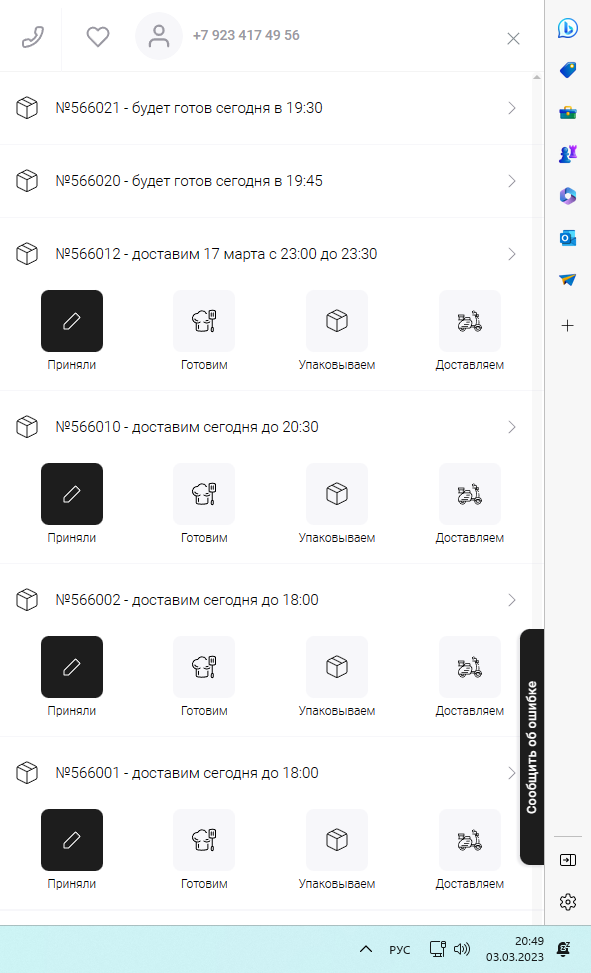 +7 923 417 49 56
№566021 - будет готов сегодня в 19:30
№566020 - будет готов сегодня в 19:45
№566012 - доставим 17 марта с 23:00 до 23:30
Приняли Готовим Упаковываем Доставляем
№566010 - доставим сегодня до 20:30
Приняли Готовим Упаковываем Доставляем
№566002 - доставим сегодня до 18:00
Приняли Готовим Упаковываем Доставляем
№566001 - доставим сегодня до 18:00
Приняли Готовим Упаковываем Доставляем
Сообщить об ошибке
РУС
20:49
03.03.2023